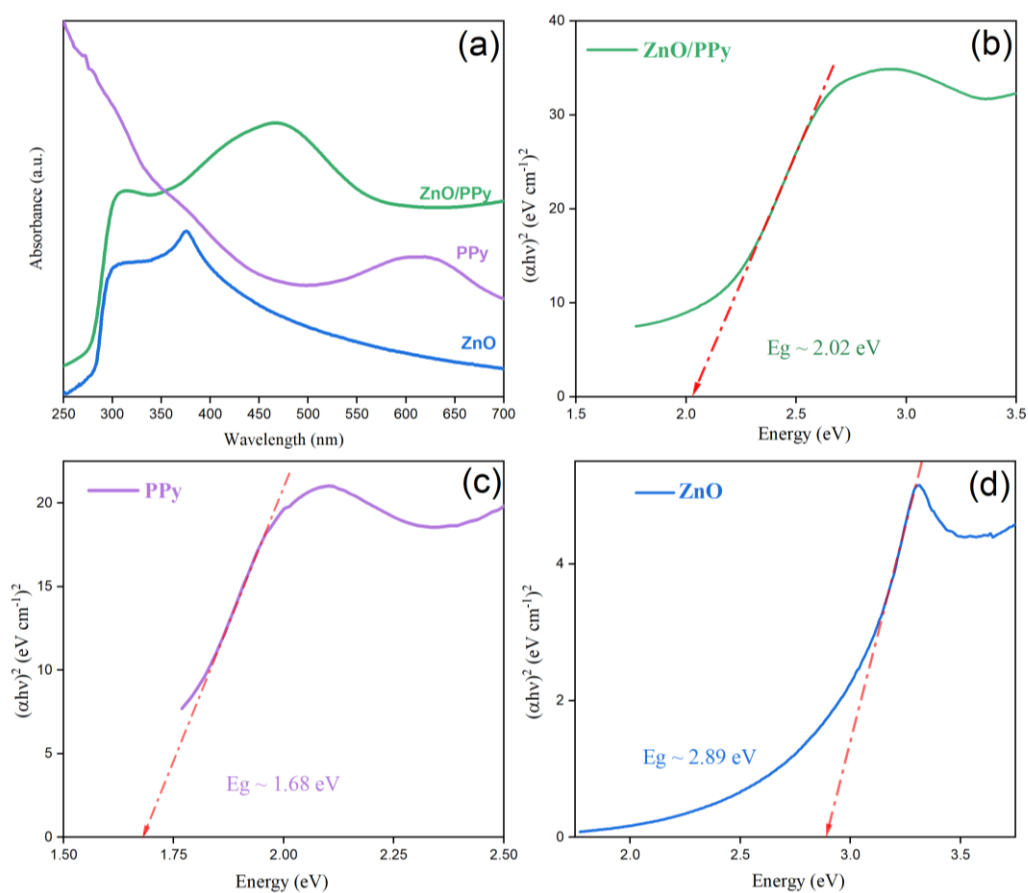 (a)
Absorbance (a.u.)
ZnO/PPy
PPy
ZnO
250 300 350 400 450 500 550 600 650 700
Wavelength (nm)
(b)
ZnO/PPy
40
30
20
10
0
(αhν)² (eV cm⁻¹)²
Eg ~ 2.02 eV
1.5 2.0 2.5 3.0 3.5
Energy (eV)
(c)
PPy
20
15
10
5
0
(αhν)² (eV cm⁻¹)²
Eg ~ 1.68 eV
1.50 1.75 2.00 2.25 2.50
Energy (eV)
(d)
ZnO
4
2
0
(αhν)² (eV cm⁻¹)²
Eg ~ 2.89 eV
2.0 2.5 3.0 3.5
Energy (eV)